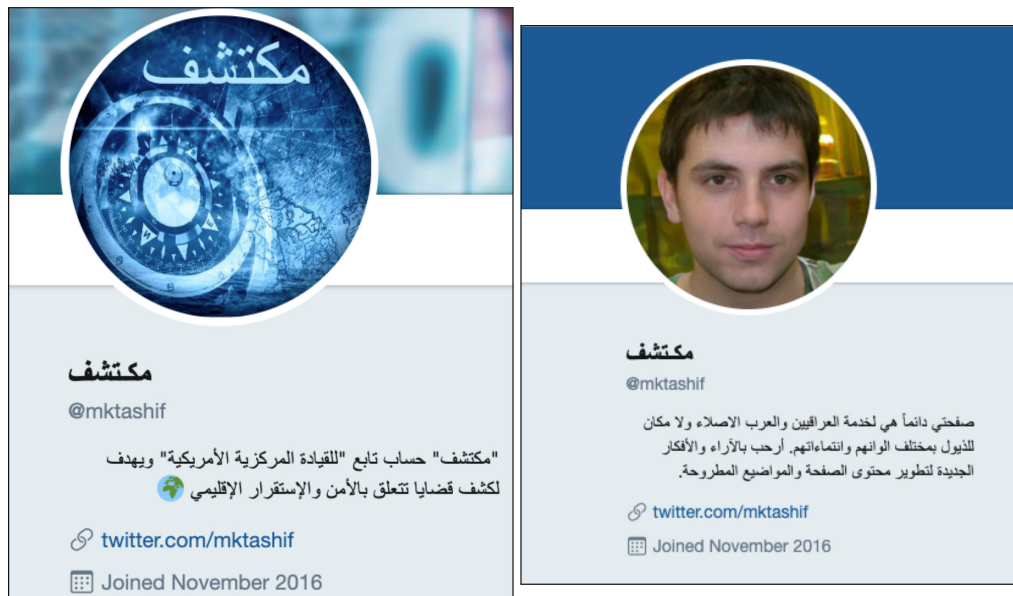 مكتشف
مكتشف
@mktashif
"مكتشف" حساب تابع "للقيادة المركزية الأمريكية" ويهدف
لكشف قضايا تتعلق بالأمن والإستقرار الإقليمي 🌍
twitter.com/mktashif
Joined November 2016
مكتشف
@mktashif
صفحتي دائماً هي لخدمة العراقيين والعرب الاصلاء ولا مكان
للذيول بمختلف الوانهم وانتماءاتهم. أرحب بالآراء والأفكار
الجديدة لتطوير محتوى الصفحة والمواضيع المطروحة.
twitter.com/mktashif
Joined November 2016